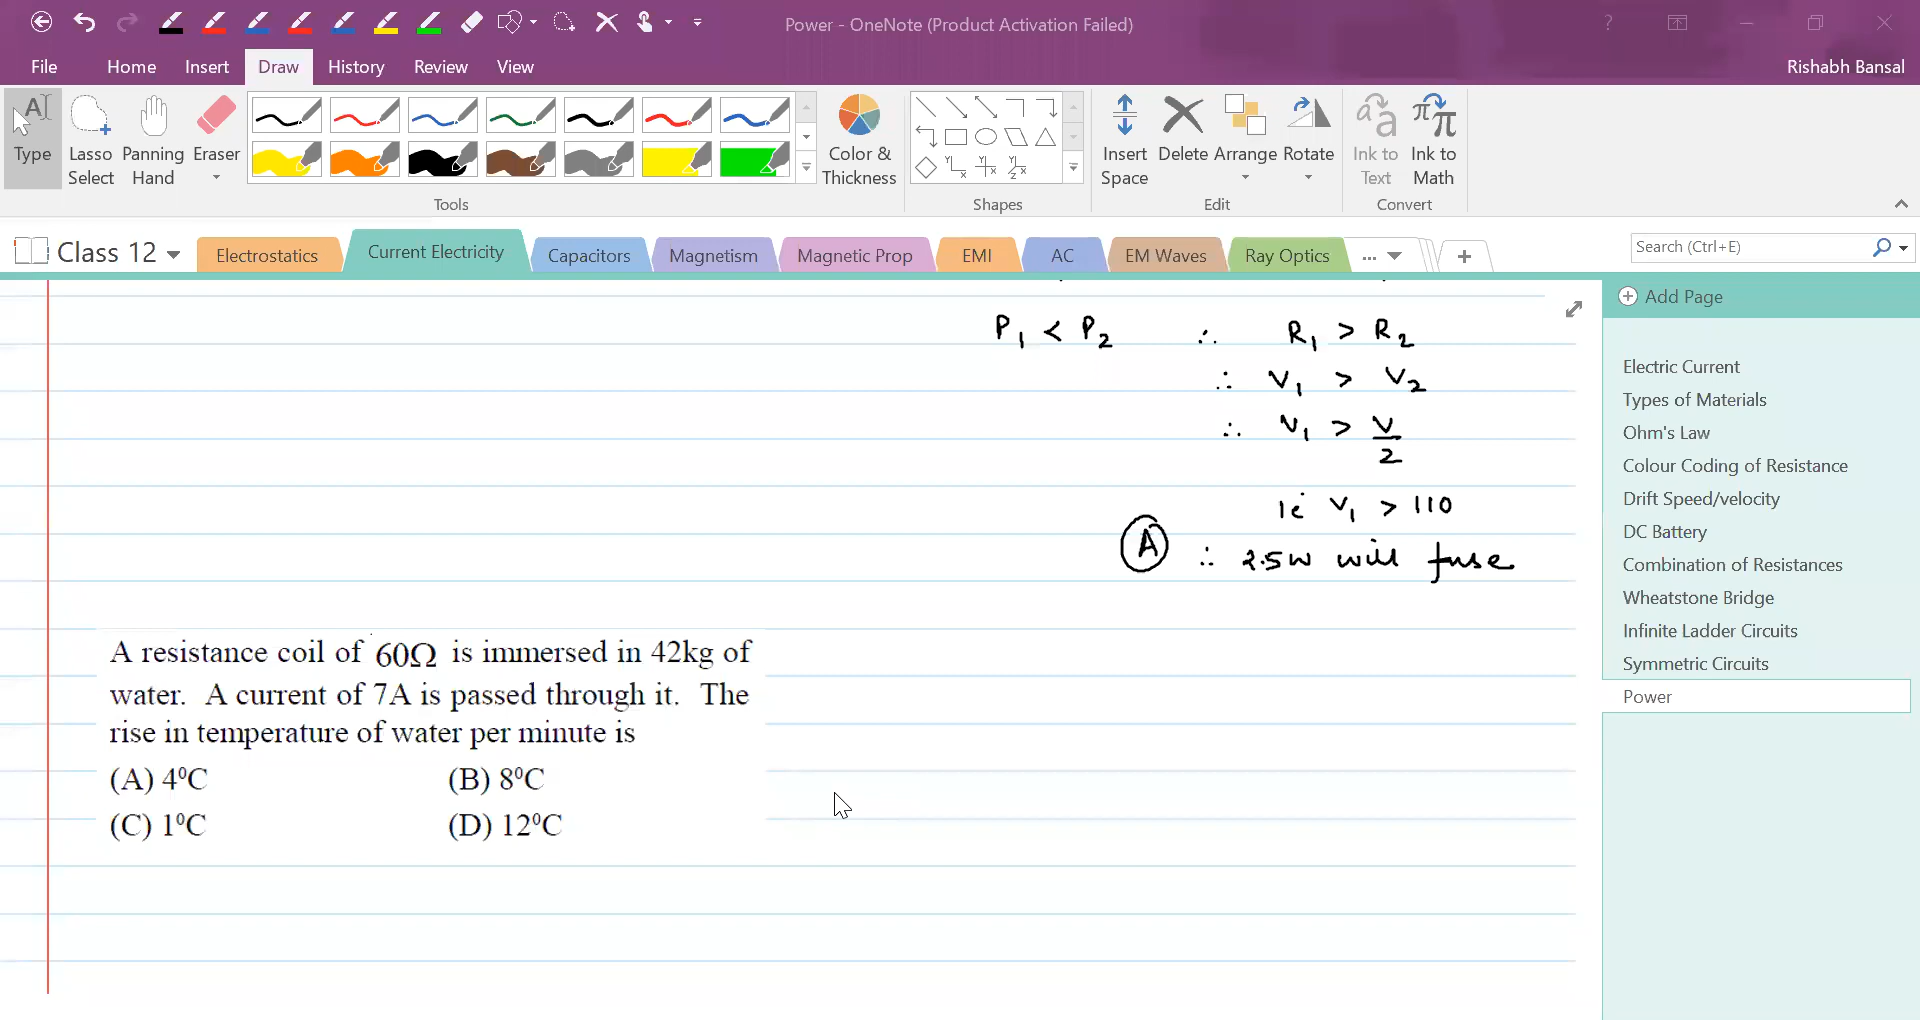 Power - OneNote (Product Activation Failed)
?
File Home Insert Draw History Review View
Rishabh Bansal
Type
Lasso Select
Panning Hand
Eraser
Color & Thickness
Insert Space
Delete
Arrange
Rotate
Ink to Text
Ink to Math
Tools
Shapes
Edit
Convert
Class 12
Electrostatics
Current Electricity
Capacitors
Magnetism
Magnetic Prop
EMI
AC
EM Waves
Ray Optics
...
Search (Ctrl+E)
P₁ < P₂ ∴ R₁ > R₂
∴ V₁ > V₂
∴ V₁ > V/2
ie V₁ > 110
A ∴ 2.5W will fuse
A resistance coil of 60Ω is immersed in 42kg of
water. A current of 7A is passed through it. The
rise in temperature of water per minute is
(A) 4⁰C (B) 8⁰C
(C) 1⁰C (D) 12⁰C
Add Page
Electric Current
Types of Materials
Ohm's Law
Colour Coding of Resistance
Drift Speed/velocity
DC Battery
Combination of Resistances
Wheatstone Bridge
Infinite Ladder Circuits
Symmetric Circuits
Power